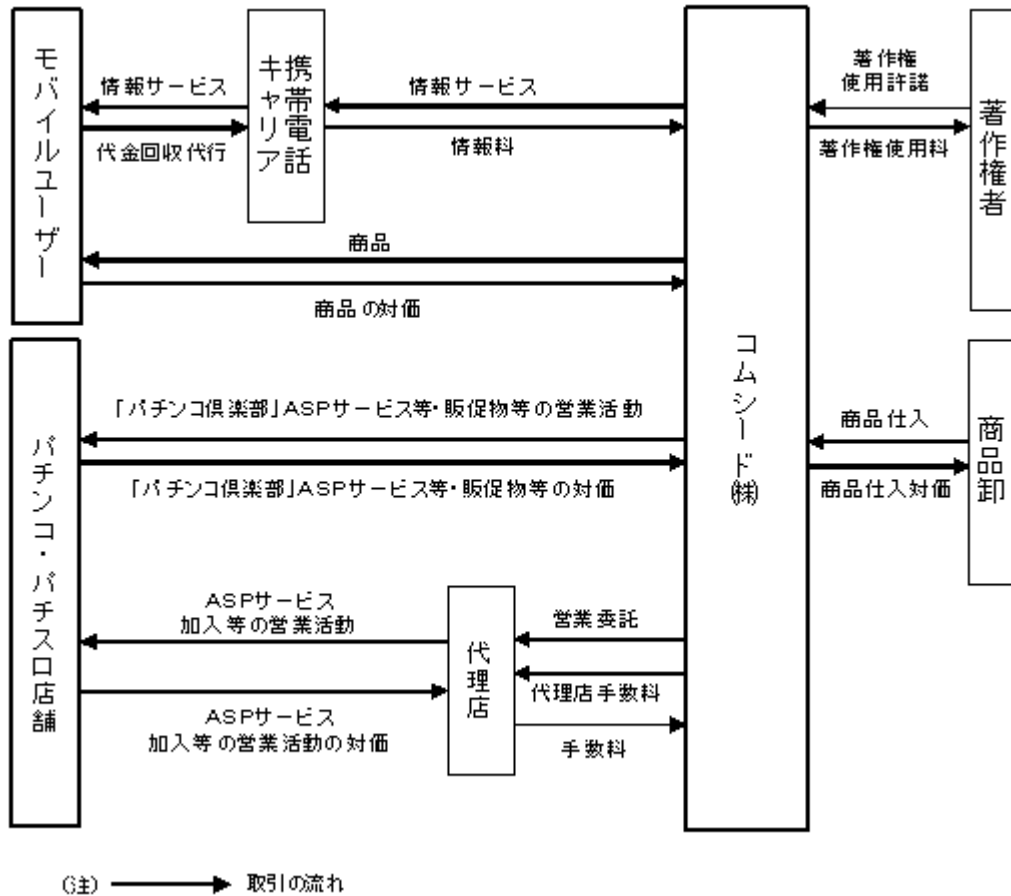 モバイルユーザー
情報サービス
代金回収代行
携帯電話
キャリア
情報サービス
情報料
著作権
使用許諾
著作権使用料
著作権者
商品
商品の対価
コムシード㈱
パチンコ・パチスロ店舗
「パチンコ倶楽部」ASPサービス等・販促物等の営業活動
「パチンコ倶楽部」ASPサービス等・販促物等の対価
商品仕入
商品仕入対価
商品卸
ASPサービス
加入等の営業活動
ASPサービス
加入等の営業活動の対価
代理店
営業委託
代理店手数料
手数料
(注)
取引の流れ